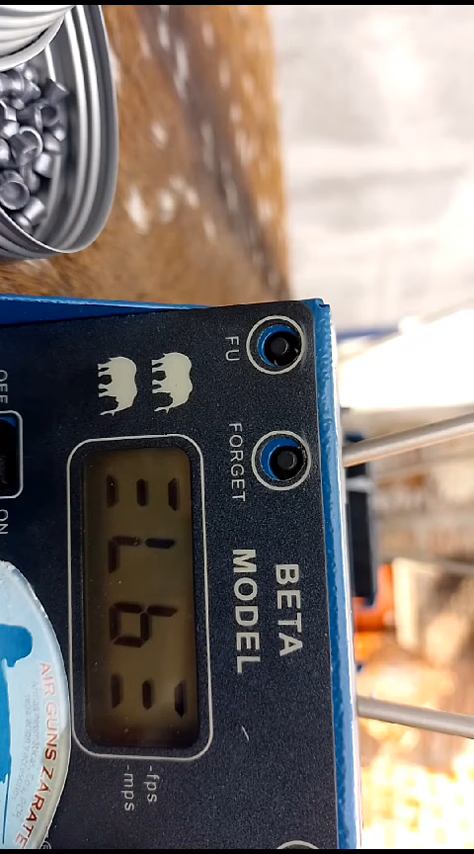 FU
FORGET
BETA
MODEL
OFF
ON
-fps
-mps
AIR GUNS ZARATE